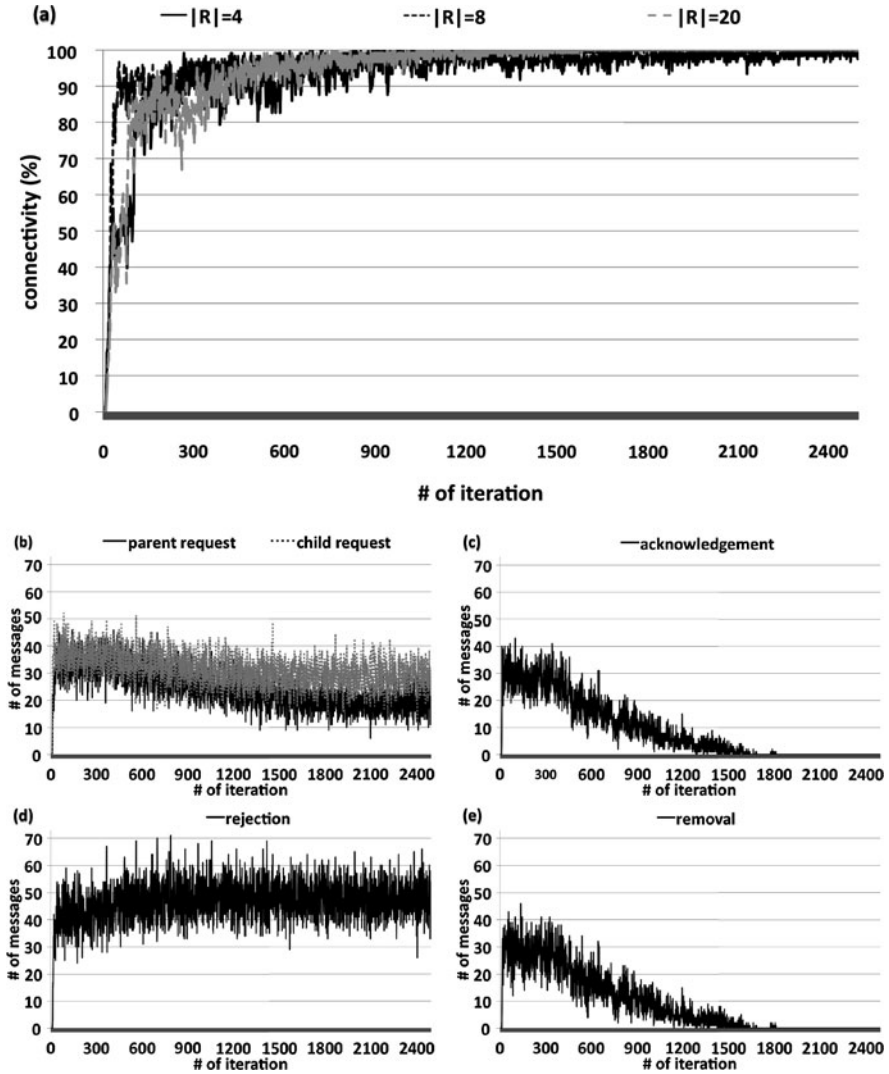 (a) |R|=4 |R|=8 |R|=20
100
90
80
70
60
50
40
30
20
10
0
connectivity (%)
0 300 600 900 1200 1500 1800 2100 2400
# of iteration
(b) parent request child request
70
60
50
40
30
20
10
0
# of messages
0 300 600 900 1200 1500 1800 2100 2400
# of iteration
(c) acknowledgement
70
60
50
40
30
20
10
0
# of messages
0 300 600 900 1200 1500 1800 2100 2400
# of iteration
(d) rejection
70
60
50
40
30
20
10
0
# of messages
0 300 600 900 1200 1500 1800 2100 2400
# of iteration
(e) removal
70
60
50
40
30
20
10
0
# of messages
0 300 600 900 1200 1500 1800 2100 2400
# of iteration